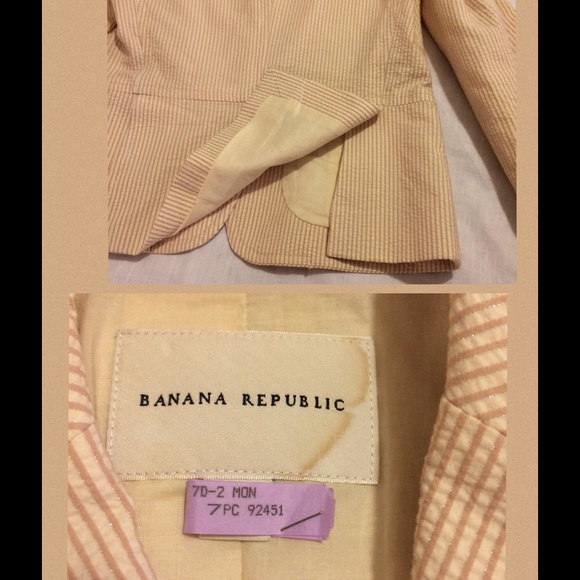 BANANA REPUBLIC
7D-2 MON
7PC 92451